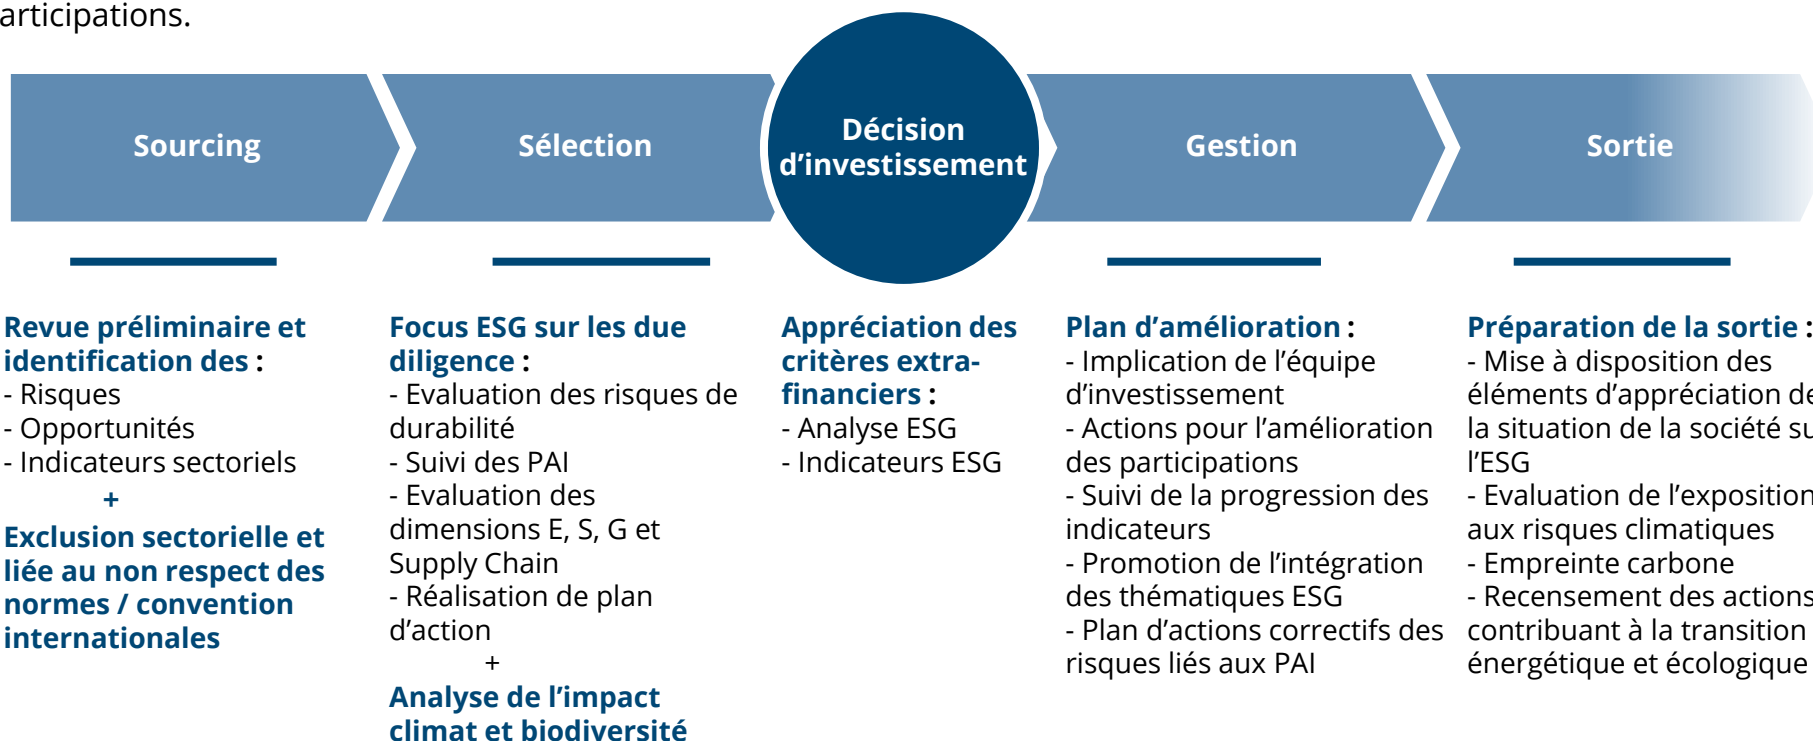 articipations.
Sourcing
Sélection
Décision
d’investissement
Gestion
Sortie
Revue préliminaire et
identification des :
- Risques
- Opportunités
- Indicateurs sectoriels
+
Exclusion sectorielle et
liée au non respect des
normes / convention
internationales
Focus ESG sur les due
diligence :
- Evaluation des risques de
durabilité
- Suivi des PAI
- Evaluation des
dimensions E, S, G et
Supply Chain
- Réalisation de plan
d’action
+
Analyse de l’impact
climat et biodiversité
Appréciation des
critères extra-
financiers :
- Analyse ESG
- Indicateurs ESG
Plan d’amélioration :
- Implication de l’équipe
d’investissement
- Actions pour l’amélioration
des participations
- Suivi de la progression des
indicateurs
- Promotion de l’intégration
des thématiques ESG
- Plan d’actions correctifs des
risques liés aux PAI
Préparation de la sortie :
- Mise à disposition des
éléments d’appréciation de
la situation de la société su
l’ESG
- Evaluation de l’exposition
aux risques climatiques
- Empreinte carbone
- Recensement des actions
contribuant à la transition
énergétique et écologique